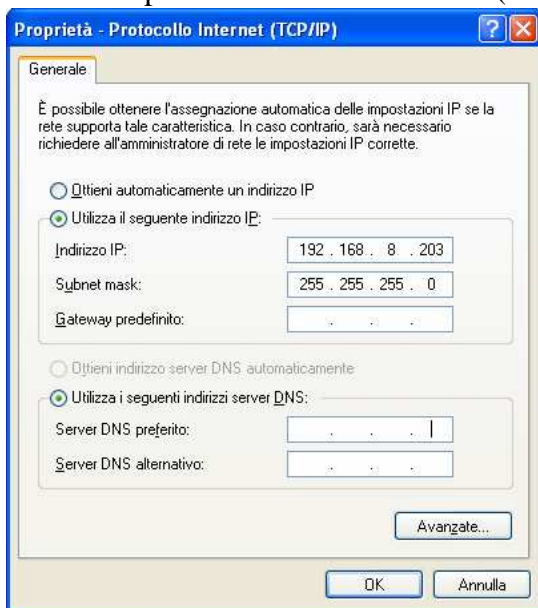 Proprietà - Protocollo Internet (TCP/IP)
Generale
È possibile ottenere l'assegnazione automatica delle impostazioni IP se la
rete supporta tale caratteristica. In caso contrario, sarà necessario
richiedere all'amministratore di rete le impostazioni IP corrette.
Ottieni automaticamente un indirizzo IP
Utilizza il seguente indirizzo IP:
Indirizzo IP: 192 . 168 . 8 . 203
Subnet mask: 255 . 255 . 255 . 0
Gateway predefinito: . . .
Ottieni indirizzo server DNS automaticamente
Utilizza i seguenti indirizzi server DNS:
Server DNS preferito: . . .
Server DNS alternativo: . . .
Avanzate...
OK Annulla